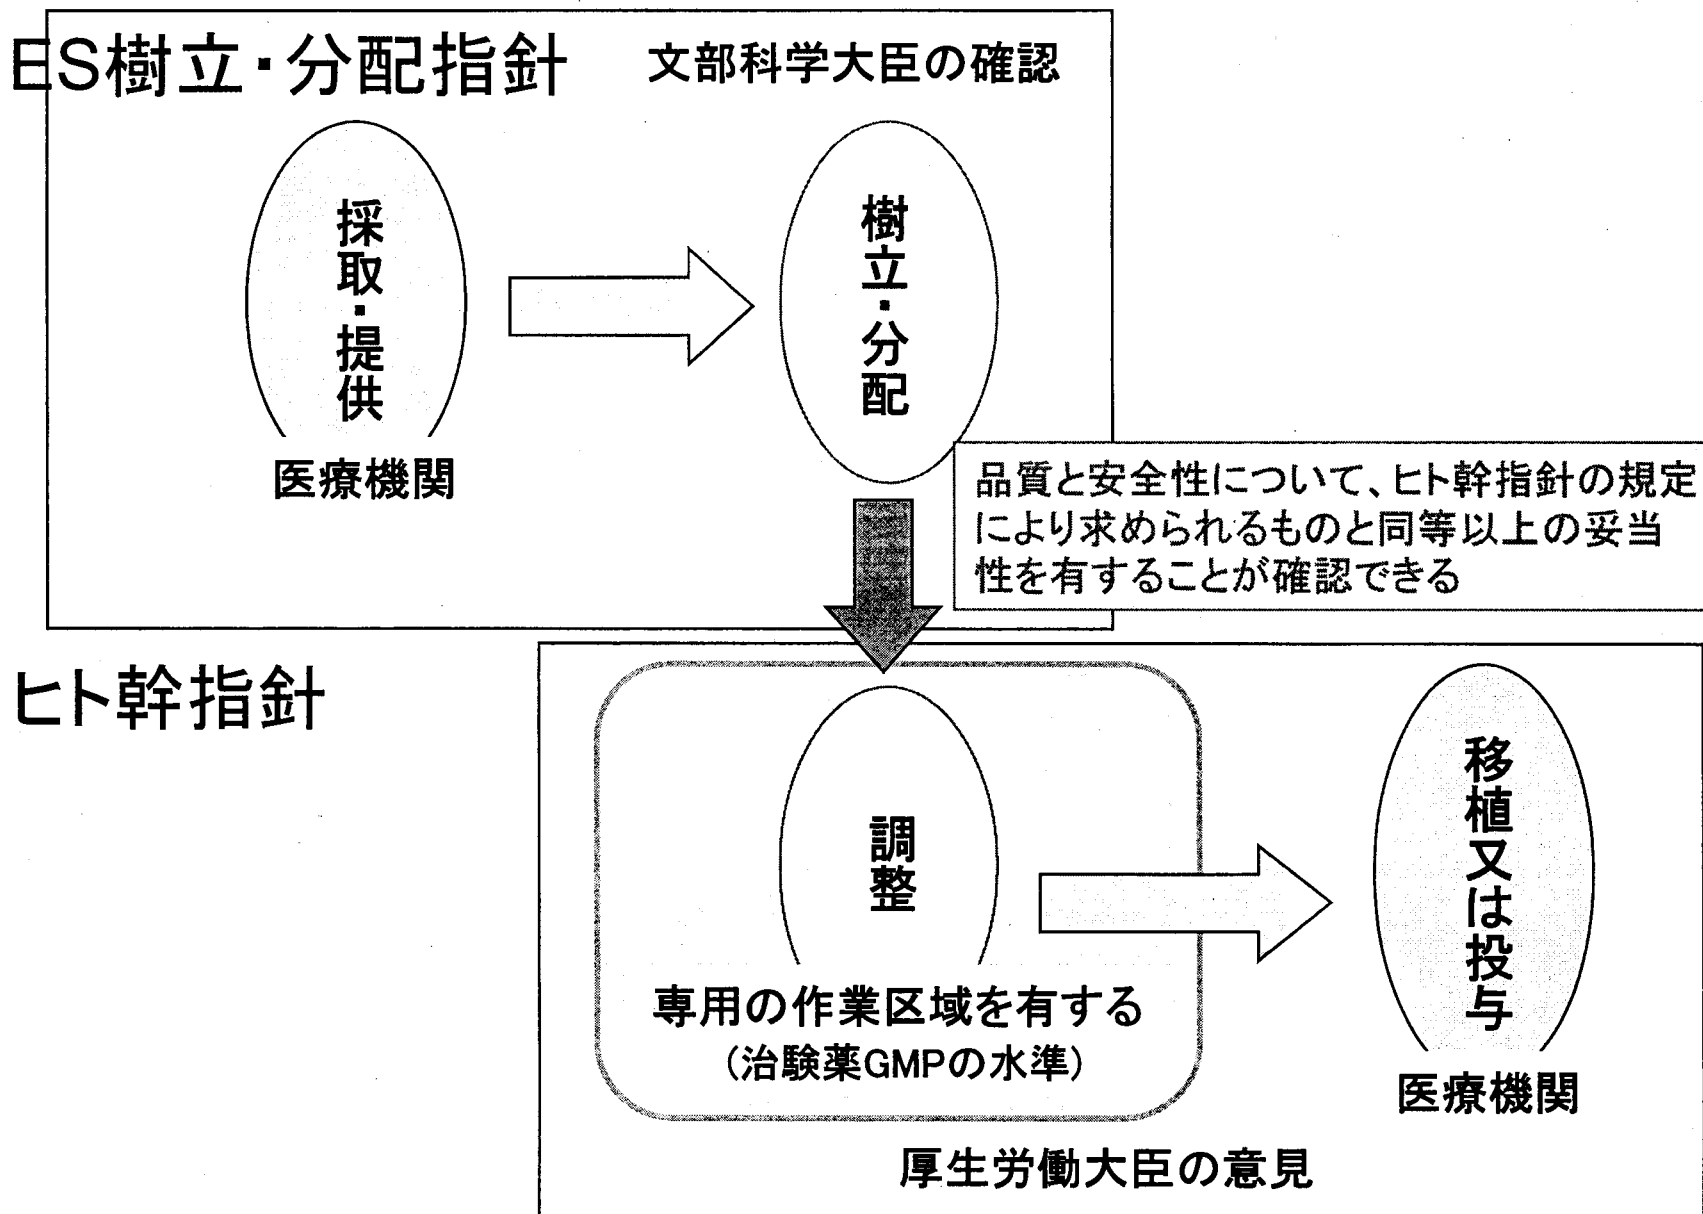 ES樹立・分配指針
文部科学大臣の確認
採取・提供
医療機関
樹立・分配
品質と安全性について、ヒト幹指針の規定
により求められるものと同等以上の妥当
性を有することが確認できる
ヒト幹指針
調整
専用の作業区域を有する
(治験薬GMPの水準)
移植又は投与
医療機関
厚生労働大臣の意見